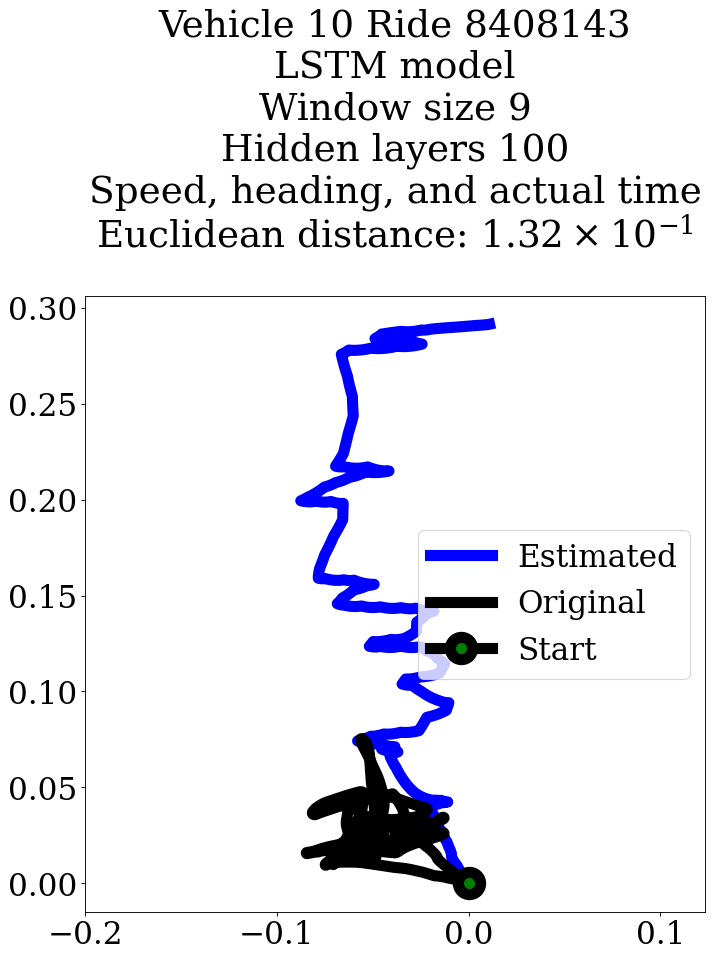 Vehicle 10 Ride 8408143
LSTM model
Window size 9
Hidden layers 100
Speed, heading, and actual time
Euclidean distance: 1.32 × 10⁻¹
0.30
0.25
0.20
0.15
0.10
0.05
0.00
Estimated
Original
Start
−0.2 −0.1 0.0 0.1